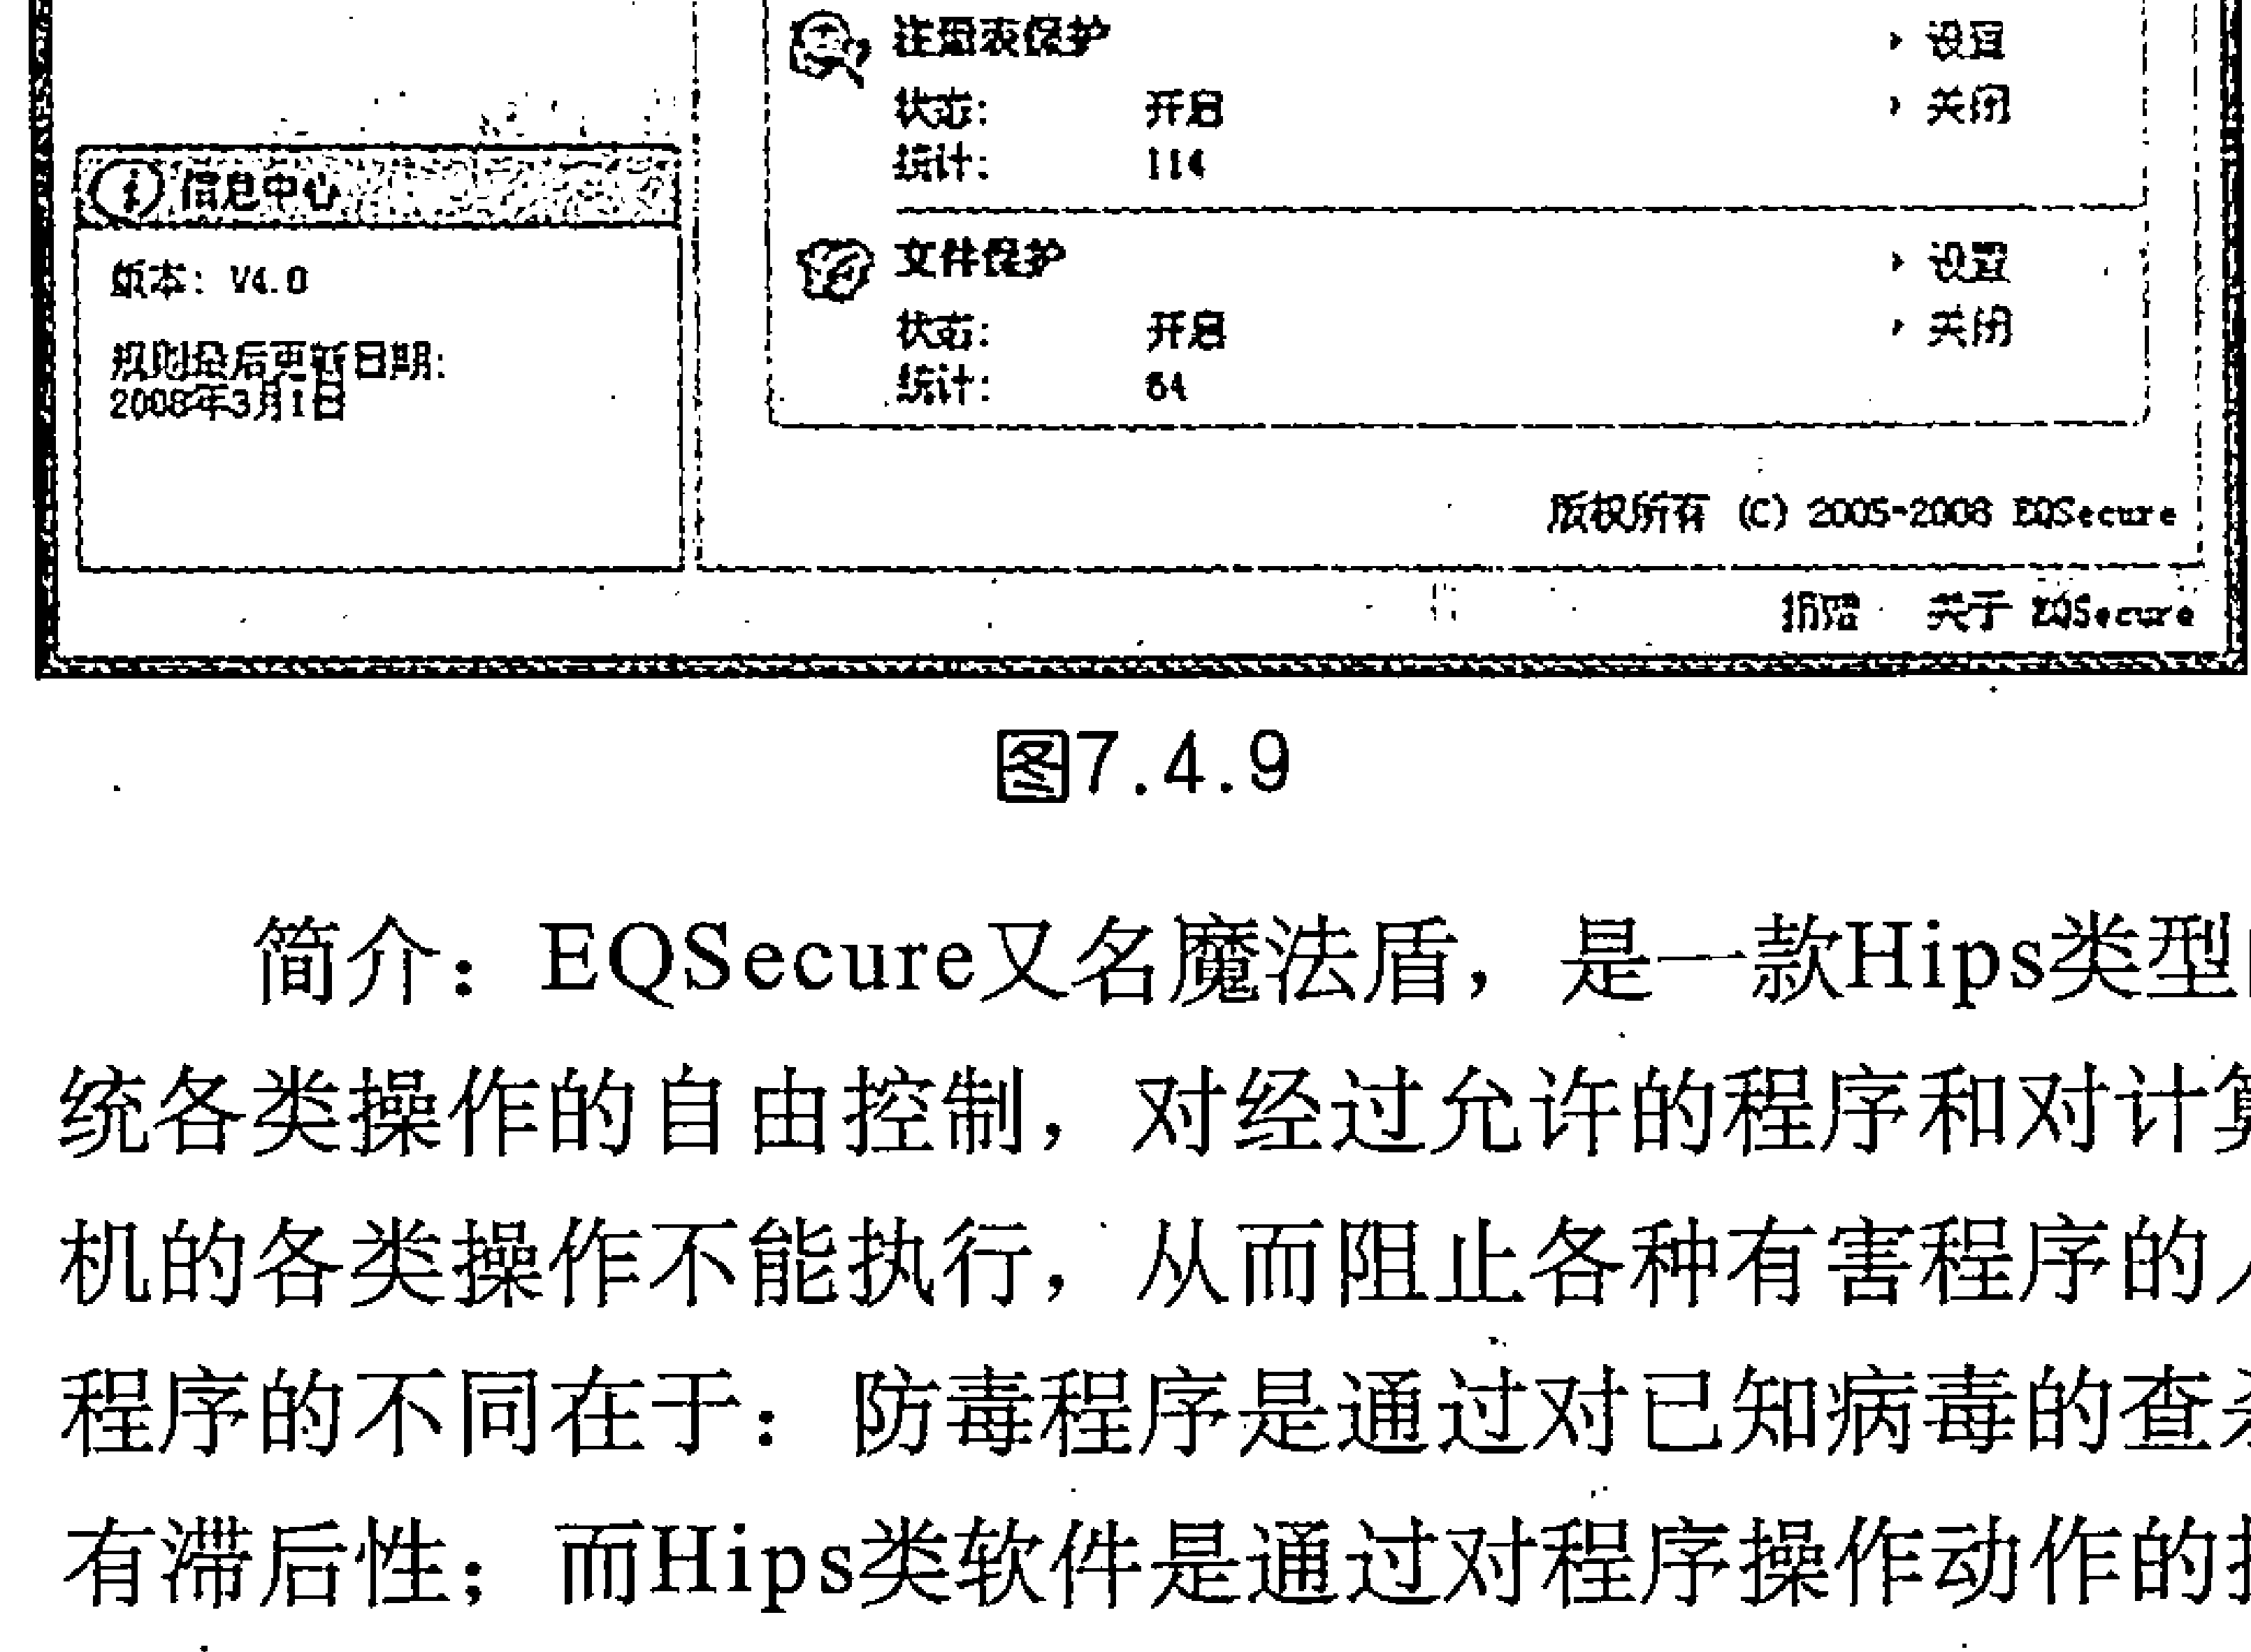 注册表保护 设置
状态: 开启 关闭
统计: 114
信息中心
文件保护 设置
版本: V4.0
状态: 开启 关闭
规则最后更新日期:
2008年3月1日
统计: 64
版权所有 (C) 2005-2008 EQSecure
关于 EQSecure
图7.4.9
简介：EQSecure又名魔法盾，是一款Hips类型
统各类操作的自由控制，对经过允许的程序和对计算
机的各类操作不能执行，从而阻止各种有害程序的
程序的不同在于：防毒程序是通过对已知病毒的查
有滞后性；而Hips类软件是通过对程序操作动作的